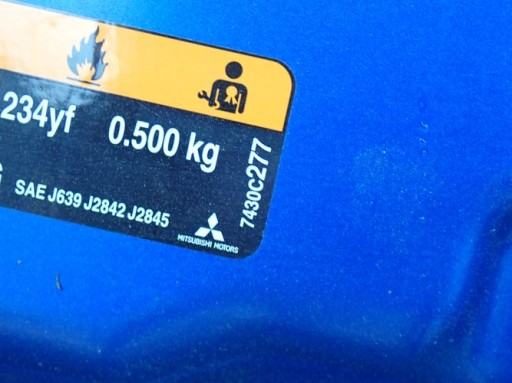 234yf 0.500 kg
SAE J639 J2842 J2845
MITSUBISHI MOTORS
7430C277